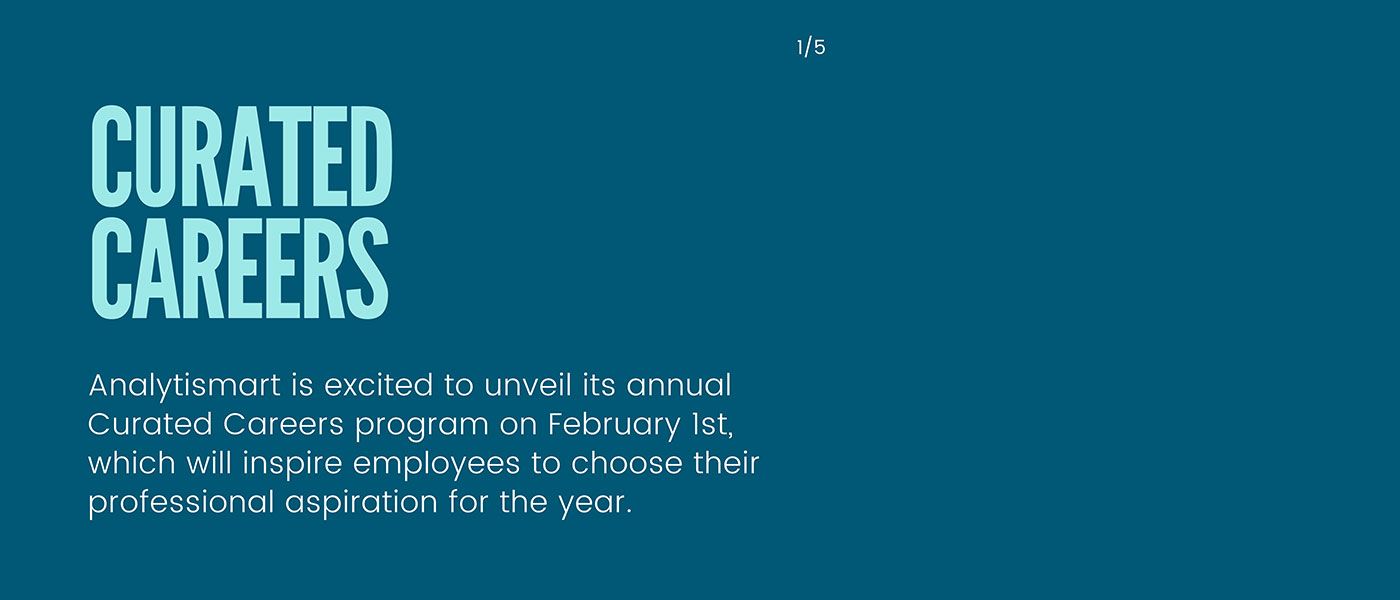 1/5
CURATED
CAREERS
Analytismart is excited to unveil its annual
Curated Careers program on February 1st,
which will inspire employees to choose their
professional aspiration for the year.